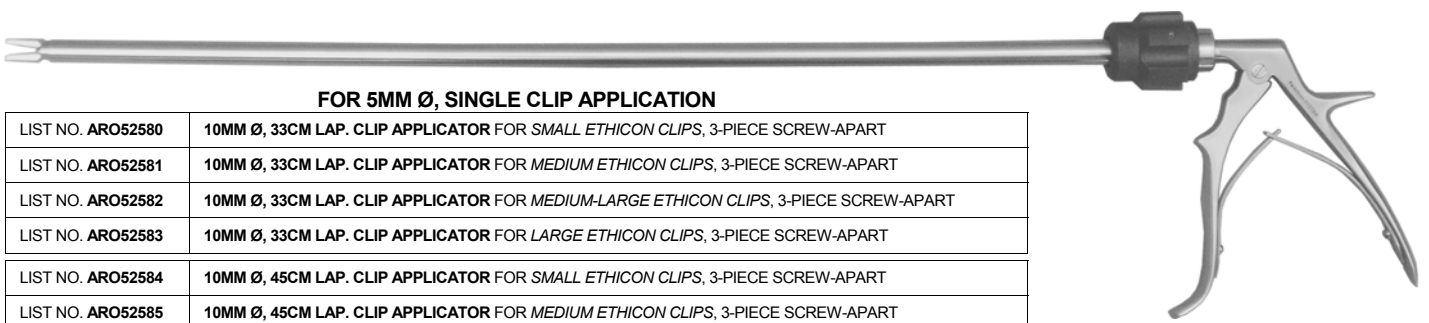 FOR 5MM Ø, SINGLE CLIP APPLICATION
LIST NO. ARO52580 10MM Ø, 33CM LAP. CLIP APPLICATOR FOR SMALL ETHICON CLIPS, 3-PIECE SCREW-APART
LIST NO. ARO52581 10MM Ø, 33CM LAP. CLIP APPLICATOR FOR MEDIUM ETHICON CLIPS, 3-PIECE SCREW-APART
LIST NO. ARO52582 10MM Ø, 33CM LAP. CLIP APPLICATOR FOR MEDIUM-LARGE ETHICON CLIPS, 3-PIECE SCREW-APART
LIST NO. ARO52583 10MM Ø, 33CM LAP. CLIP APPLICATOR FOR LARGE ETHICON CLIPS, 3-PIECE SCREW-APART
LIST NO. ARO52584 10MM Ø, 45CM LAP. CLIP APPLICATOR FOR SMALL ETHICON CLIPS, 3-PIECE SCREW-APART
LIST NO. ARO52585 10MM Ø, 45CM LAP. CLIP APPLICATOR FOR MEDIUM ETHICON CLIPS, 3-PIECE SCREW-APART